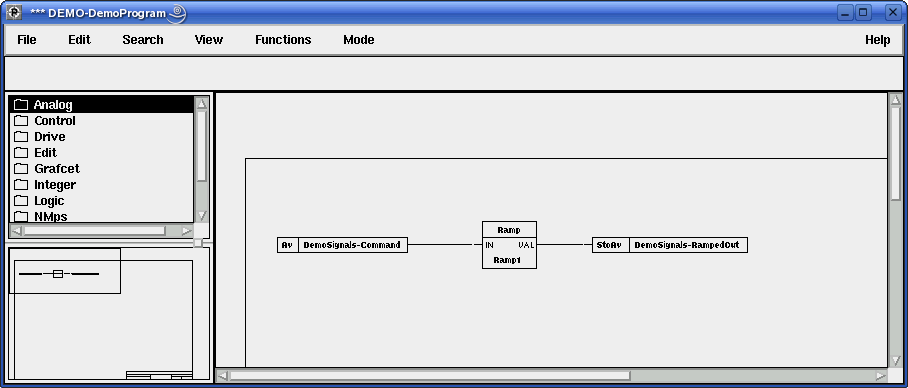 *** DEMO-DemoProgram
File Edit Search View Functions Mode Help
Analog
Control
Drive
Edit
Grafcet
Integer
Logic
NMps
Ramp
Av DemoSignals-Command IN VAL StoAv DemoSignals-RampedOut
Ramp1